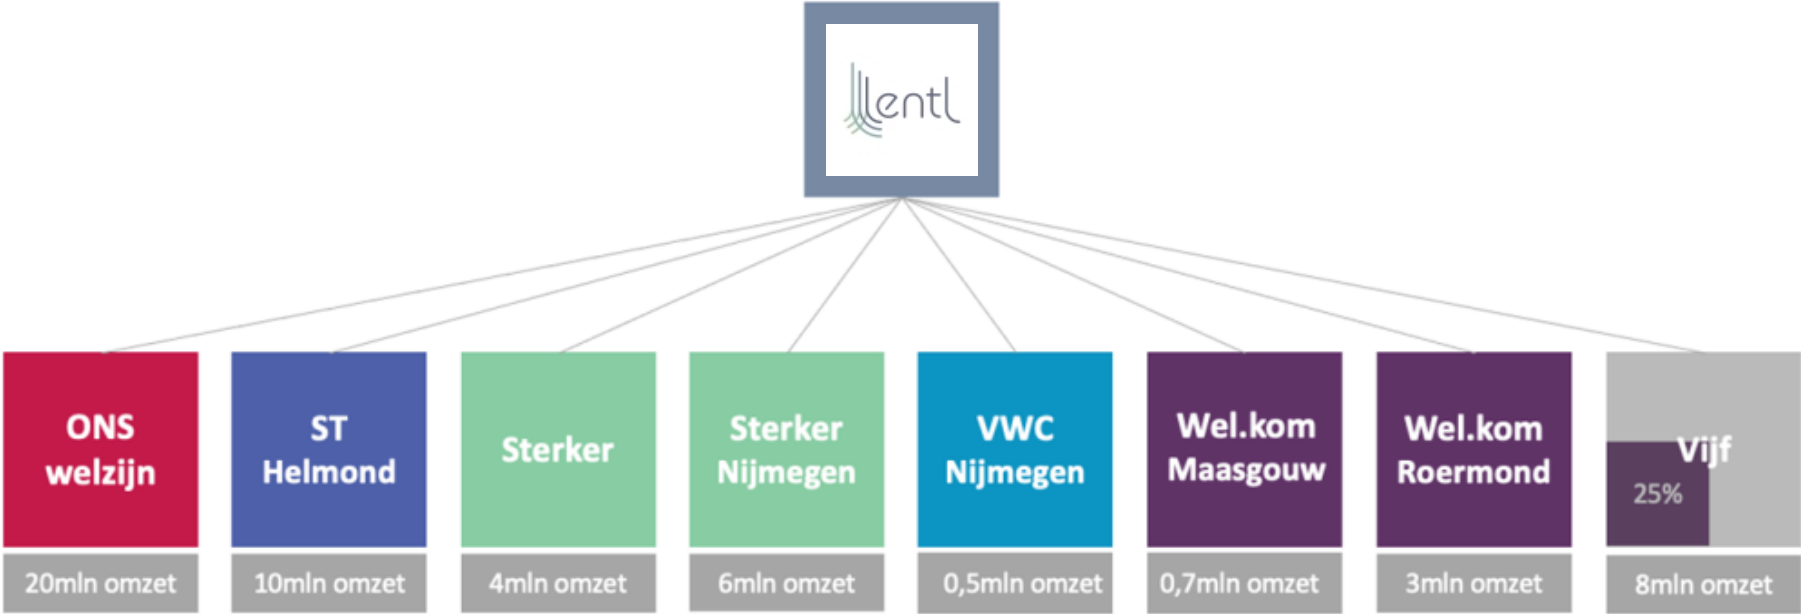 lentl
ONS
welzijn
ST
Helmond
Sterker
Sterker
Nijmegen
VWC
Nijmegen
Wel.kom
Maasgouw
Wel.kom
Roermond
Vijf
25%
20mln omzet
10mln omzet
4mln omzet
6mln omzet
0,5mln omzet
0,7mln omzet
3mln omzet
8mln omzet